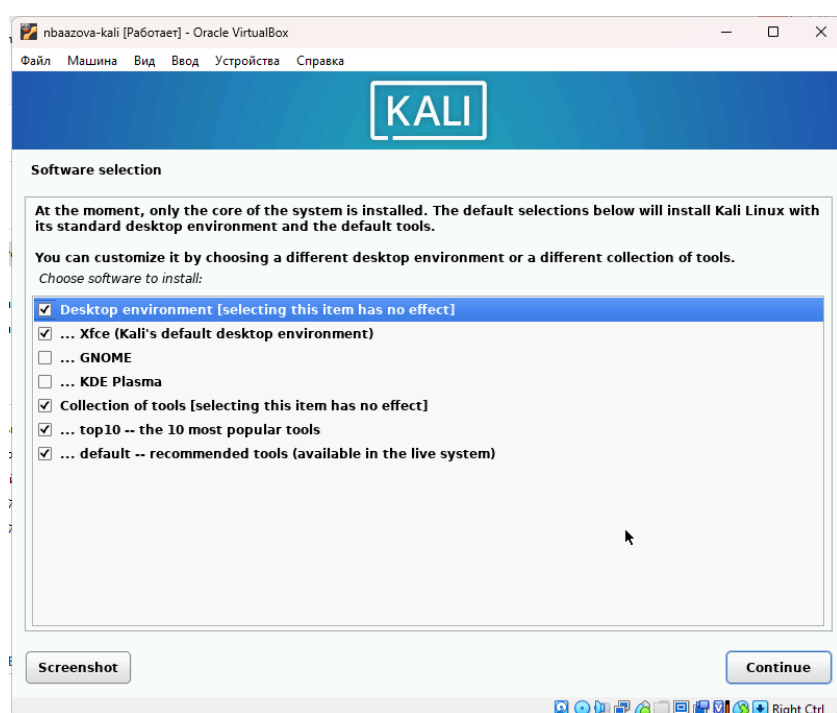 nbaazova-kali [Работает] - Oracle VirtualBox
Файл Машина Вид Ввод Устройства Справка
KALI
Software selection
At the moment, only the core of the system is installed. The default selections below will install Kali Linux with
its standard desktop environment and the default tools.
You can customize it by choosing a different desktop environment or a different collection of tools.
Choose software to install:
Desktop environment [selecting this item has no effect]
... Xfce (Kali's default desktop environment)
... GNOME
... KDE Plasma
Collection of tools [selecting this item has no effect]
... top10 -- the 10 most popular tools
... default -- recommended tools (available in the live system)
Screenshot
Continue
Right Ctrl